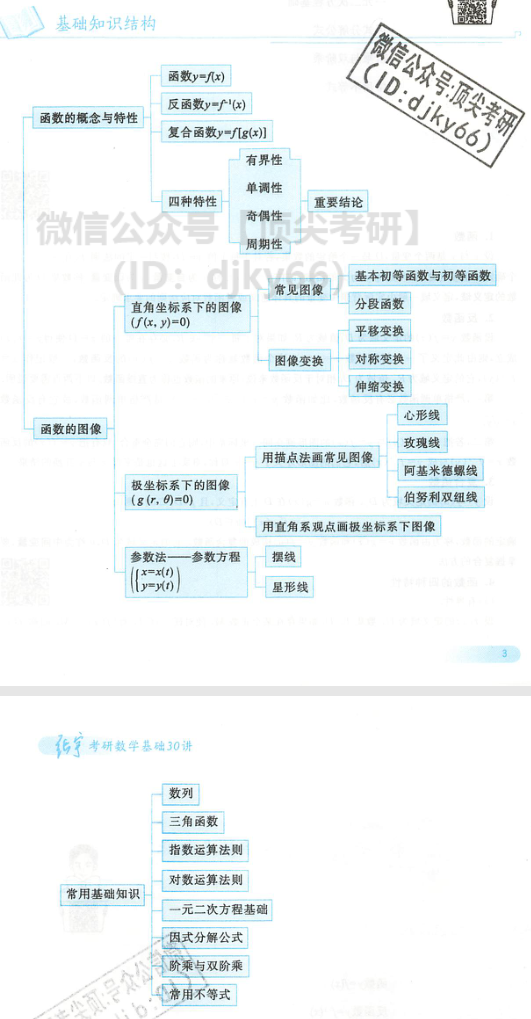 基础知识结构
微信公众号:顶尖考研
(ID:djky66)
函数y=f(x)
反函数y=f⁻¹(x)
函数的概念与特性
复合函数y=f[g(x)]
有界性
单调性
四种特性
重要结论
奇偶性
周期性
微信公众号【顶尖考研】
(ID: djky66)
基本初等函数与初等函数
常见图像
直角坐标系下的图像
(f(x, y)=0)
分段函数
平移变换
图像变换
对称变换
伸缩变换
心形线
函数的图像
玫瑰线
用描点法画常见图像
阿基米德螺线
极坐标系下的图像
(g(r, θ)=0)
伯努利双纽线
用直角系观点画极坐标系下图像
参数法——参数方程
摆线
x=x(t)
y=y(t)
星形线
3
张宇 考研数学基础30讲
数列
三角函数
指数运算法则
对数运算法则
常用基础知识
一元二次方程基础
因式分解公式
阶乘与双阶乘
常用不等式